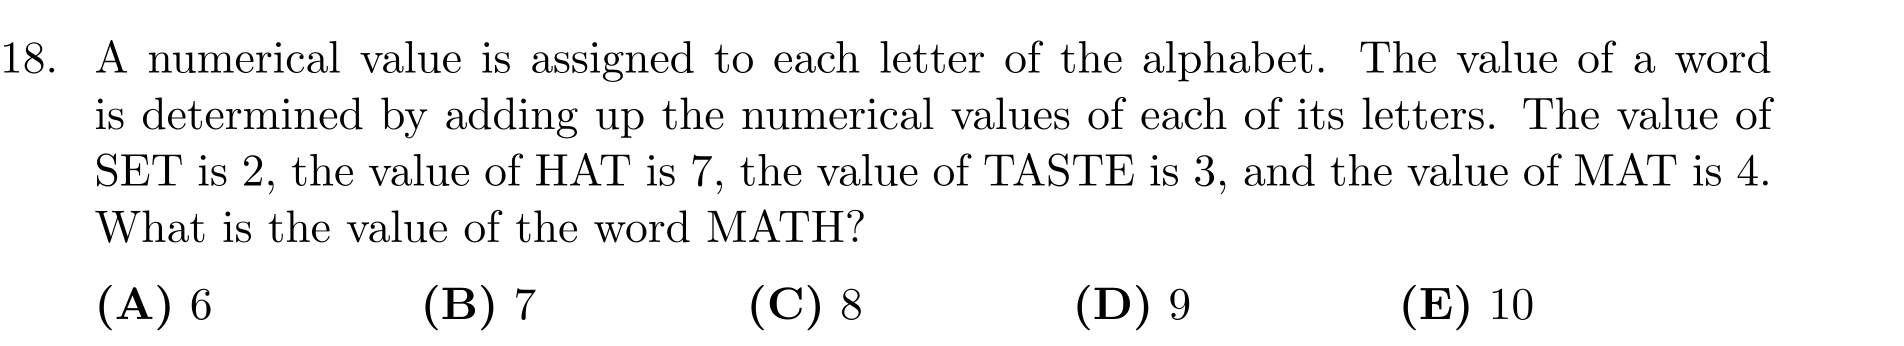 18. A numerical value is assigned to each letter of the alphabet. The value of a word
is determined by adding up the numerical values of each of its letters. The value of
SET is 2, the value of HAT is 7, the value of TASTE is 3, and the value of MAT is 4.
What is the value of the word MATH?
(A) 6 (B) 7 (C) 8 (D) 9 (E) 10